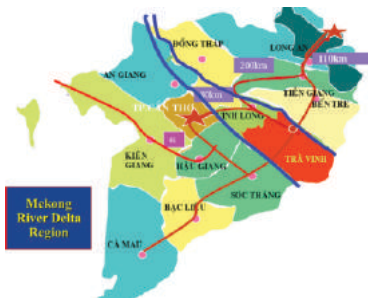 LONG AN
ĐỒNG THÁP
110km
200km
AN GIANG
TIỀN GIANG
BẾN TRE
TP CẦN THƠ
VĨNH LONG
TRÀ VINH
KIÊN
GIANG
HẬU GIANG
SÓC TRĂNG
BẠC LIÊU
CÀ MAU
Mekong
River Delta
Region